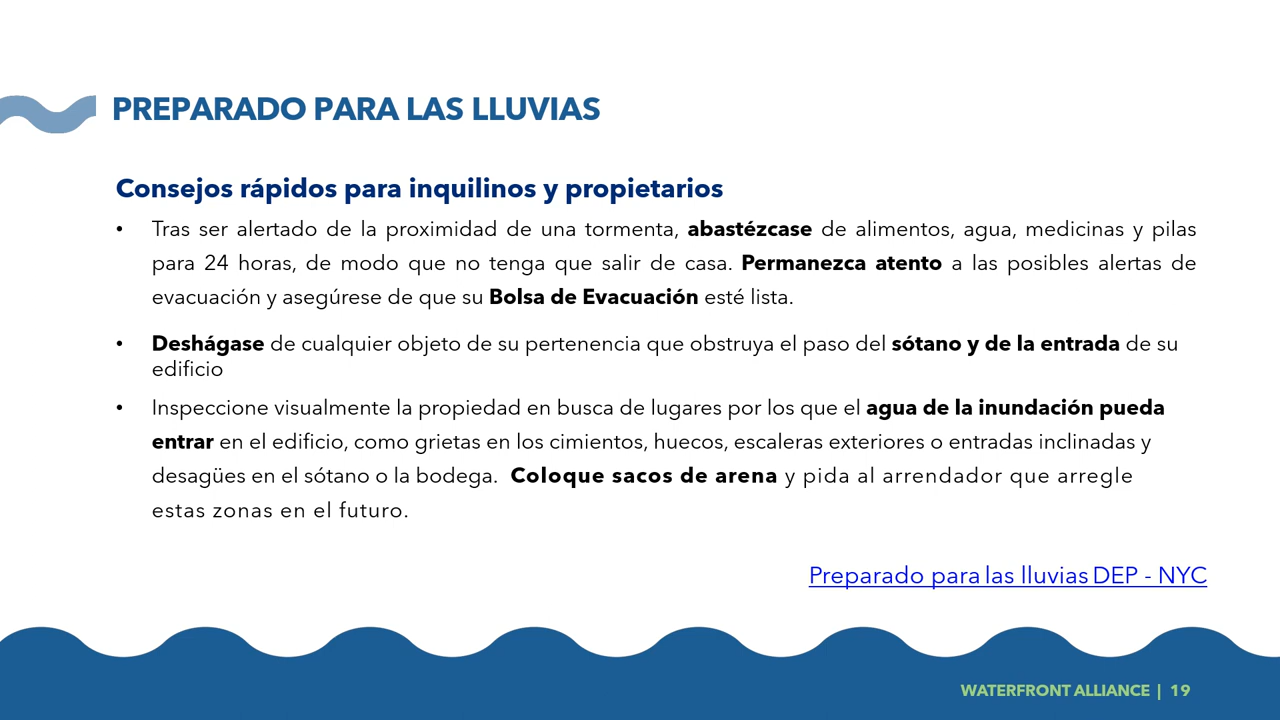 PREPARADO PARA LAS LLUVIAS
Consejos rápidos para inquilinos y propietarios
• Tras ser alertado de la proximidad de una tormenta, abastézcase de alimentos, agua, medicinas y pilas
para 24 horas, de modo que no tenga que salir de casa. Permanezca atento a las posibles alertas de
evacuación y asegúrese de que su Bolsa de Evacuación esté lista.
• Deshágase de cualquier objeto de su pertenencia que obstruya el paso del sótano y de la entrada de su
edificio
• Inspeccione visualmente la propiedad en busca de lugares por los que el agua de la inundación pueda
entrar en el edificio, como grietas en los cimientos, huecos, escaleras exteriores o entradas inclinadas y
desagües en el sótano o la bodega. Coloque sacos de arena y pida al arrendador que arregle
estas zonas en el futuro.
Preparado para las lluvias DEP - NYC
WATERFRONT ALLIANCE | 19